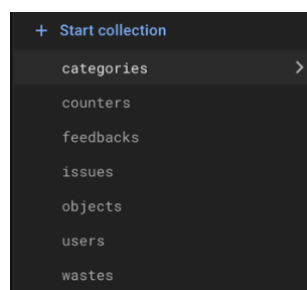 + Start collection
categories
counters
feedbacks
issues
objects
users
wastes